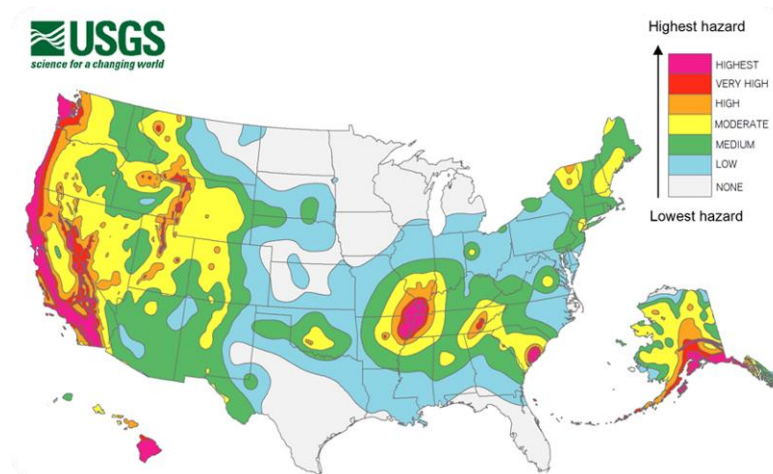 USGS
science for a changing world
Highest hazard
HIGHEST
VERY HIGH
HIGH
MODERATE
MEDIUM
LOW
NONE
Lowest hazard